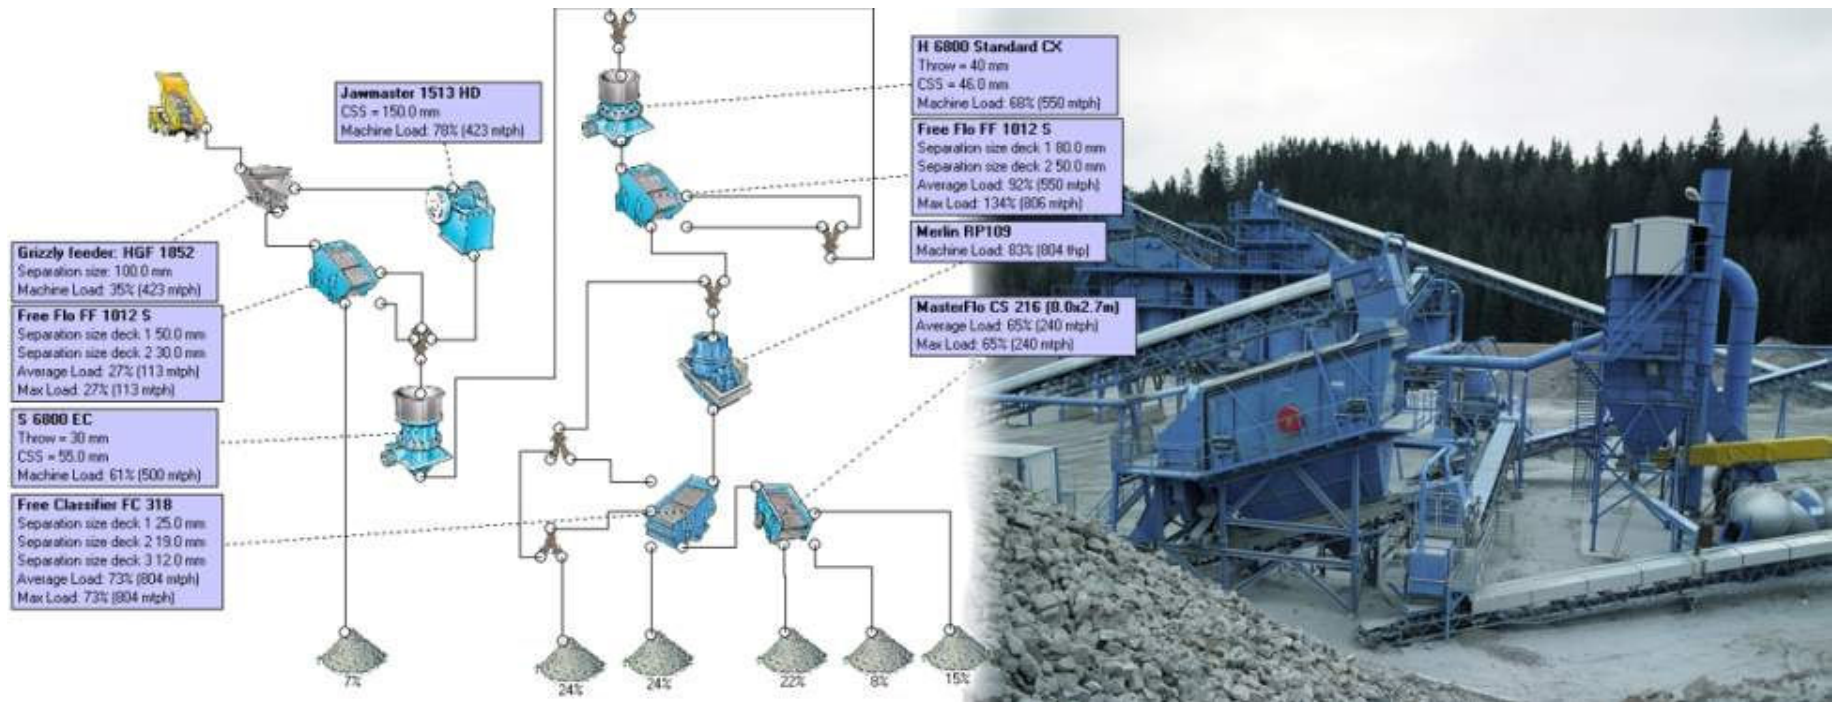 Jawmaster 1513 HD
CSS = 150.0 mm
Machine Load: 78% (423 mtph)
Grizzly feeder: HGF 1852
Separation size: 100.0 mm
Machine Load: 35% (423 mtph)
Free Flo FF 1012 S
Separation size deck 1 50.0 mm
Separation size deck 2 30.0 mm
Average Load: 27% (113 mtph)
Max Load: 27% (113 mtph)
S 6800 EC
Throw = 30 mm
CSS = 55.0 mm
Machine Load: 61% (500 mtph)
Free Classifier FC 318
Separation size deck 1 25.0 mm
Separation size deck 2 19.0 mm
Separation size deck 3 12.0 mm
Average Load: 73% (804 mtph)
Max Load: 73% (804 mtph)
H 6800 Standard CX
Throw = 40 mm
CSS = 46.0 mm
Machine Load: 68% (550 mtph)
Free Flo FF 1012 S
Separation size deck 1 80.0 mm
Separation size deck 2 50.0 mm
Average Load: 92% (550 mtph)
Max Load: 134% (806 mtph)
Merlin RP109
Machine Load: 83% (804 thp)
MasterFlo CS 216 (8.0x2.7m)
Average Load: 65% (240 mtph)
Max Load: 65% (240 mtph)
7%
24%
24%
22%
8%
15%